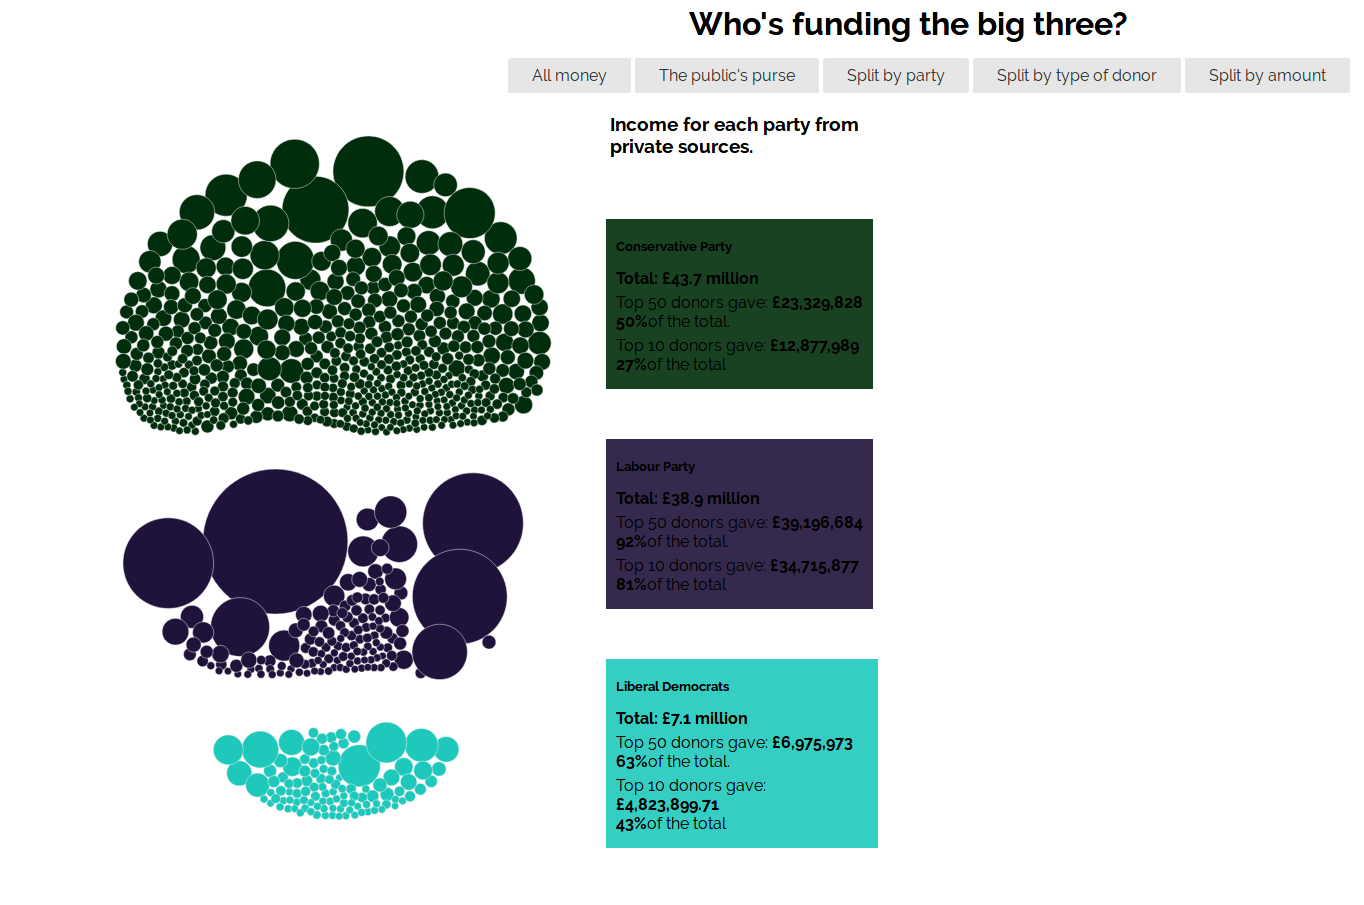 Who's funding the big three?
All money
The public's purse
Split by party
Split by type of donor
Split by amount
Income for each party from
private sources.
Conservative Party
Total: £43.7 million
Top 50 donors gave: £23,329,828
50%of the total.
Top 10 donors gave: £12,877,989
27%of the total
Labour Party
Total: £38.9 million
Top 50 donors gave: £39,196,684
92%of the total.
Top 10 donors gave: £34,715,877
81%of the total
Liberal Democrats
Total: £7.1 million
Top 50 donors gave: £6,975,973
63%of the total.
Top 10 donors gave:
£4,823,899.71
43%of the total